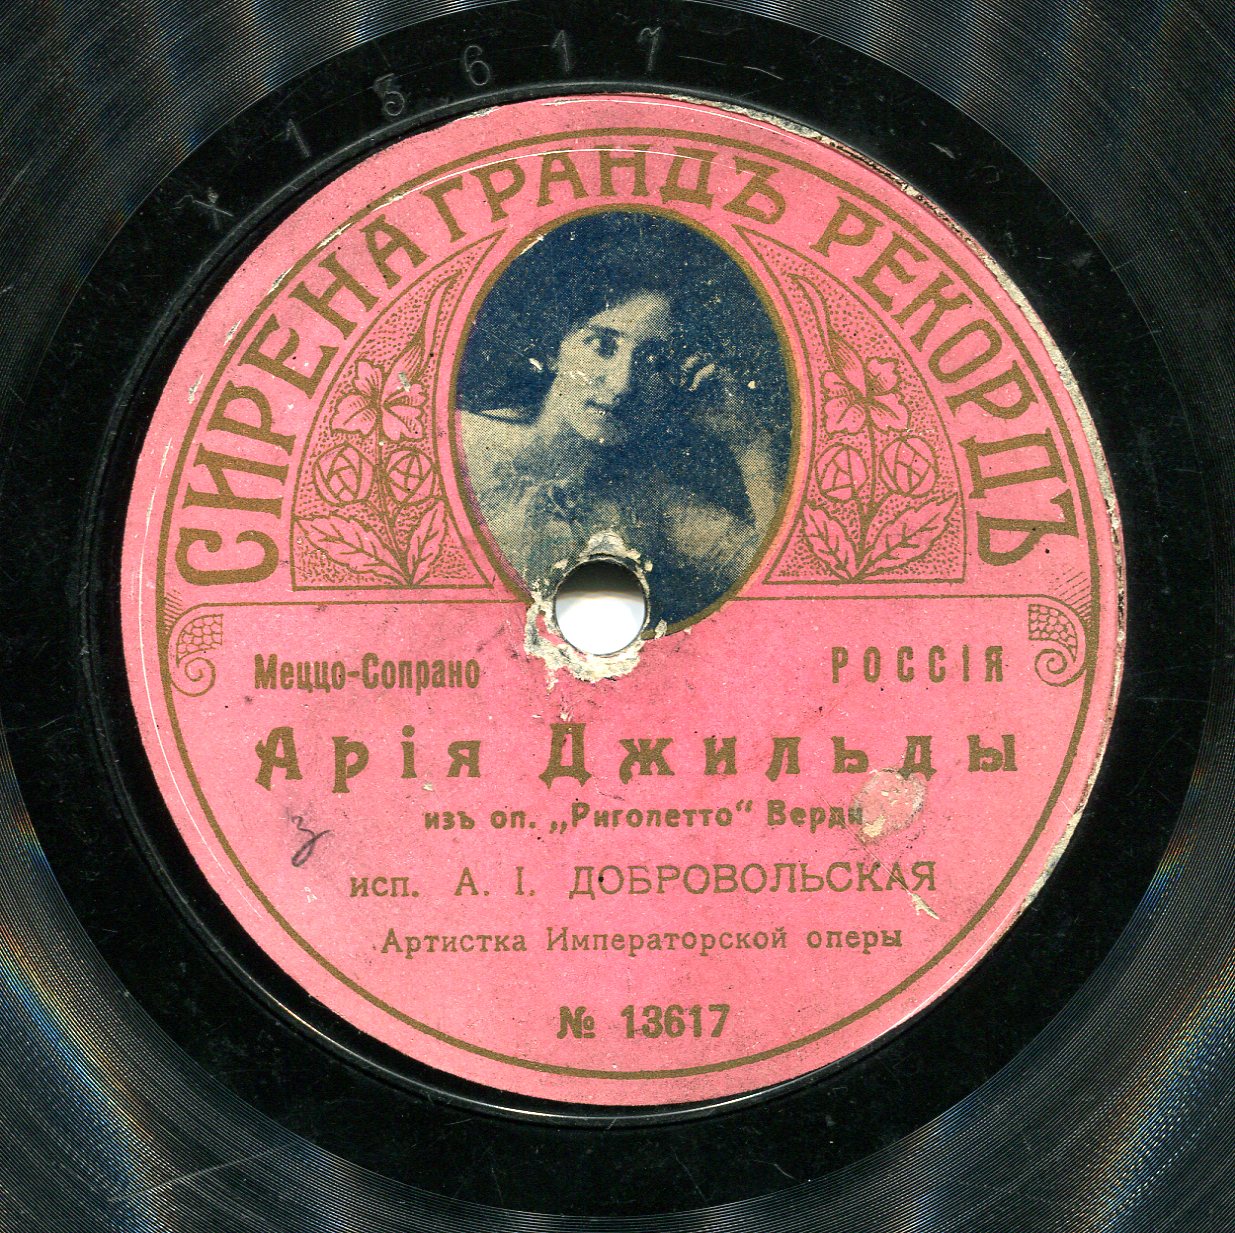 13617
СИРЕНА ГРАНДЪ РЕКОРДЪ
Меццо-Сопрано
РОССІЯ
Арія Джильды
изъ оп. „Риголетто“ Верди
исп. А. І. ДОБРОВОЛЬСКАЯ
Артистка Императорской оперы
№ 13617